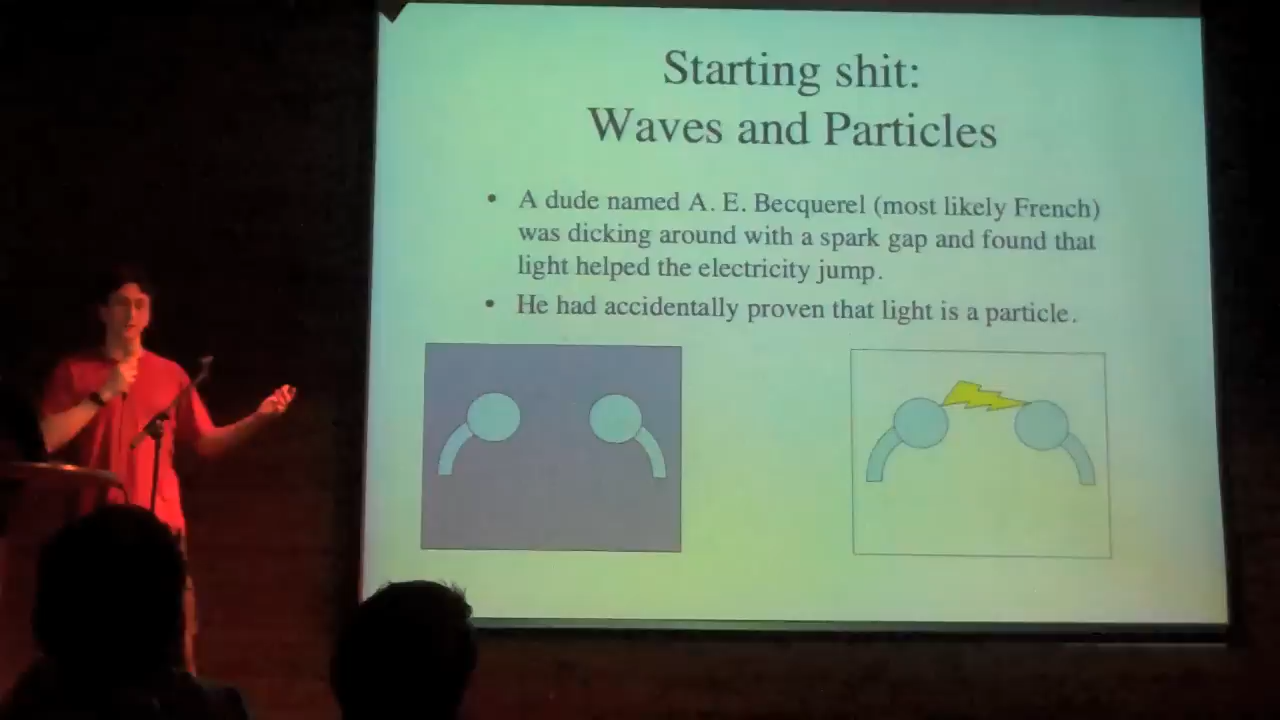 Starting shit:
Waves and Particles
• A dude named A. E. Becquerel (most likely French)
was dicking around with a spark gap and found that
light helped the electricity jump.
• He had accidentally proven that light is a particle.